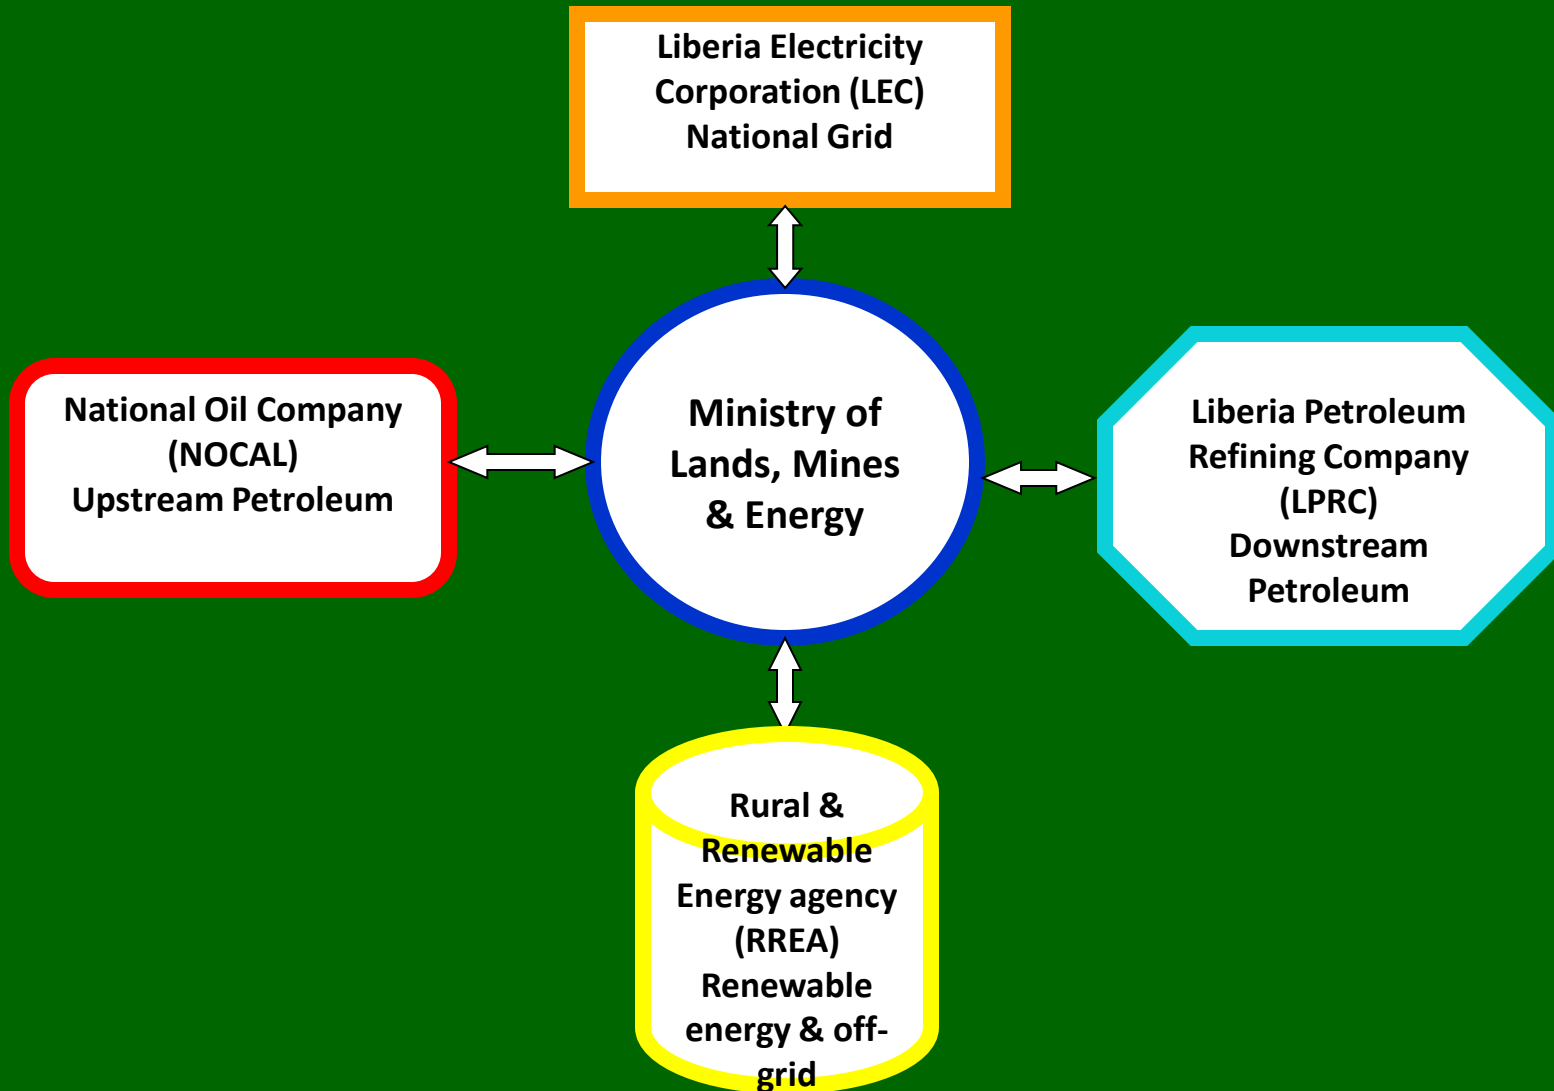 Liberia Electricity
Corporation (LEC)
National Grid
National Oil Company
(NOCAL)
Upstream Petroleum
Ministry of
Lands, Mines
& Energy
Liberia Petroleum
Refining Company
(LPRC)
Downstream
Petroleum
Rural &
Renewable
Energy agency
(RREA)
Renewable
energy & off-
grid